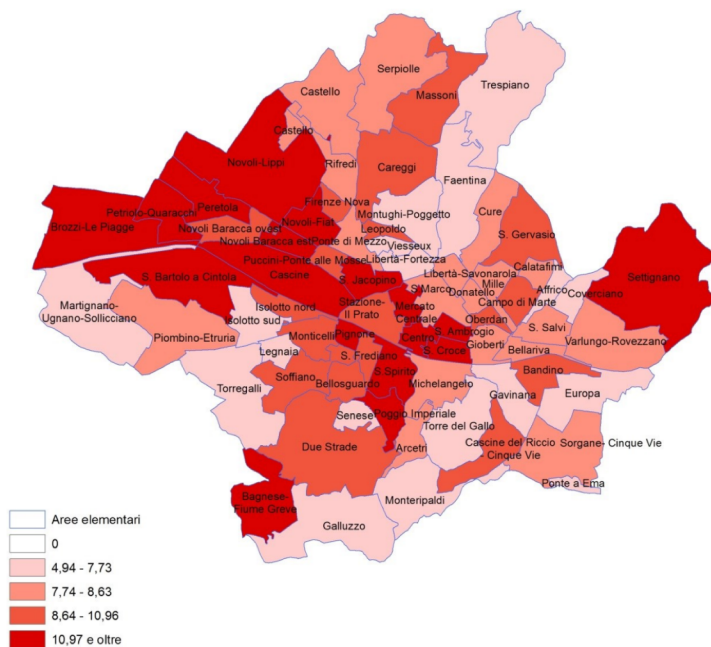 Trespiano
Serpiolle
Massoni
Castello
Castello
Novoli-Lippi
Rifredi
Careggi
Faentina
Peretola
Firenze Nova
Petriolo-Quaracchi
Montughi-Poggetto
Cure
Brozzi-Le Piagge
Novoli-Fiat
Leopoldo
Novoli Baracca ovest
S. Gervasio
Novoli Baracca est
Ponte di Mezzo
Viesseux
Puccini-Ponte alle Mosse
Libertà-Fortezza
Calatafimi
Settignano
S. Bartolo a Cintola
Cascine
S. Jacopino
Libertà-Savonarola
Mille
Affrico
Coverciano
S.Marco
Donatello
Martignano-
Ugnano-Sollicciano
Isolotto nord
Stazione-
Il Prato
Mercato
Centrale
Campo di Marte
Isolotto sud
Oberdan
S. Salvi
Piombino-Etruria
Monticelli
Pignone
Centro
S. Ambrogio
Gioberti
Varlungo-Rovezzano
Legnaia
S. Frediano
S. Croce
Bellariva
Soffiano
S.Spirito
Bandino
Torregalli
Bellosguardo
Michelangelo
Gavinana
Europa
Senese
Poggio Imperiale
Torre del Gallo
Due Strade
Arcetri
Cascine del Riccio
- Cinque Vie
Sorgane- Cinque Vie
Ponte a Ema
Bagnese-
Fiume Greve
Monteripaldi
Galluzzo
Aree elementari
0
4,94 - 7,73
7,74 - 8,63
8,64 - 10,96
10,97 e oltre